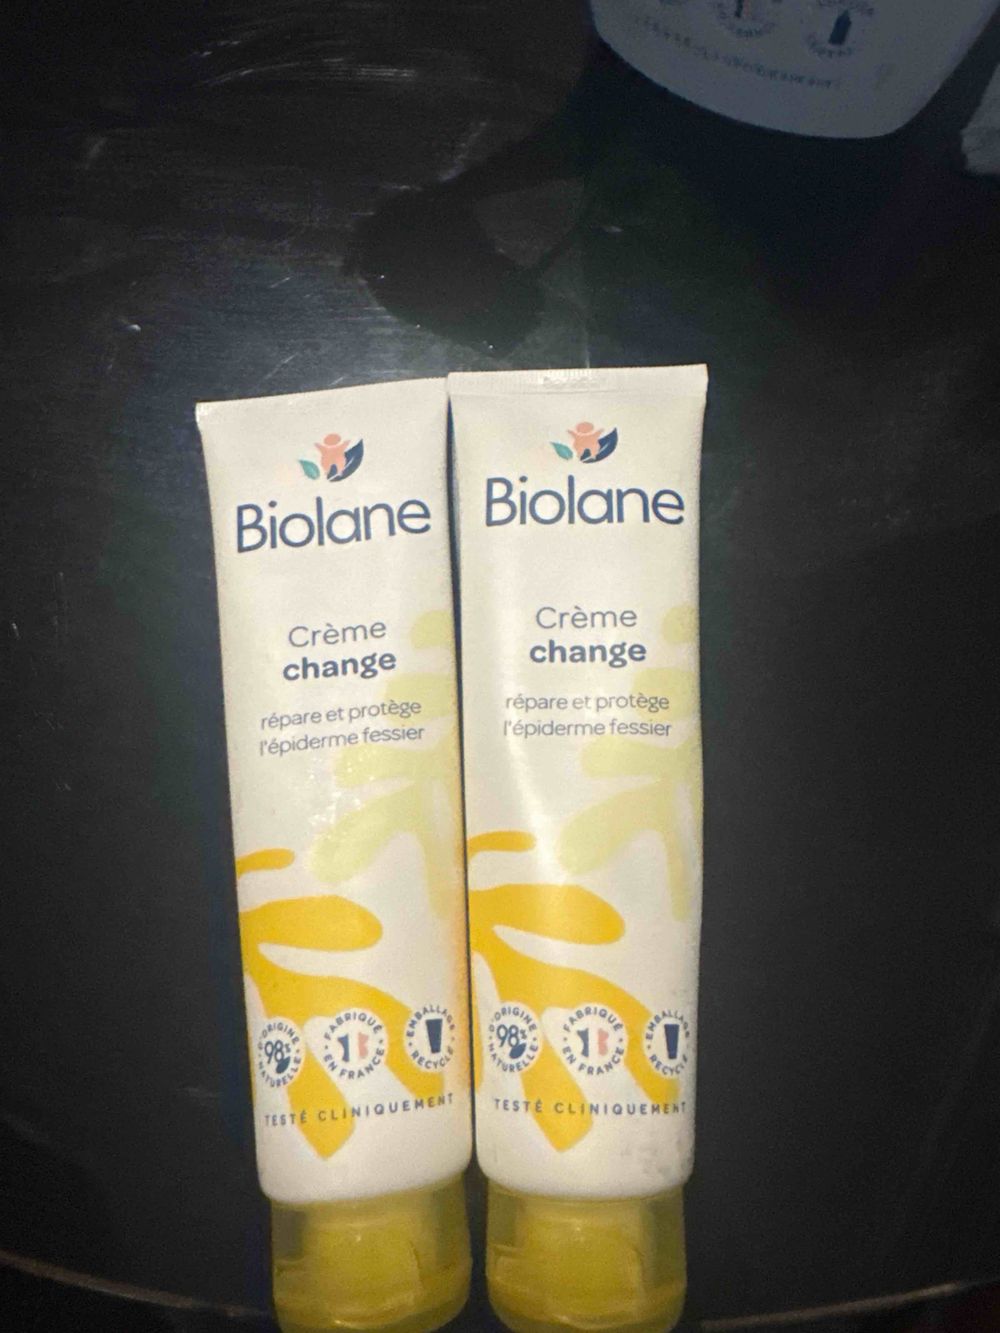 Biolane
Crème
change
répare et protège
l'épiderme fessier
D'ORIGINE
98%
NATURELLE
FABRIQUÉ
EN FRANCE
EMBALLAGE
RECYCLÉ
TESTÉ CLINIQUEMENT
Biolane
Crème
change
répare et protège
l'épiderme fessier
D'ORIGINE
98%
NATURELLE
FABRIQUÉ
EN FRANCE
EMBALLAGE
RECYCLÉ
TESTÉ CLINIQUEMENT